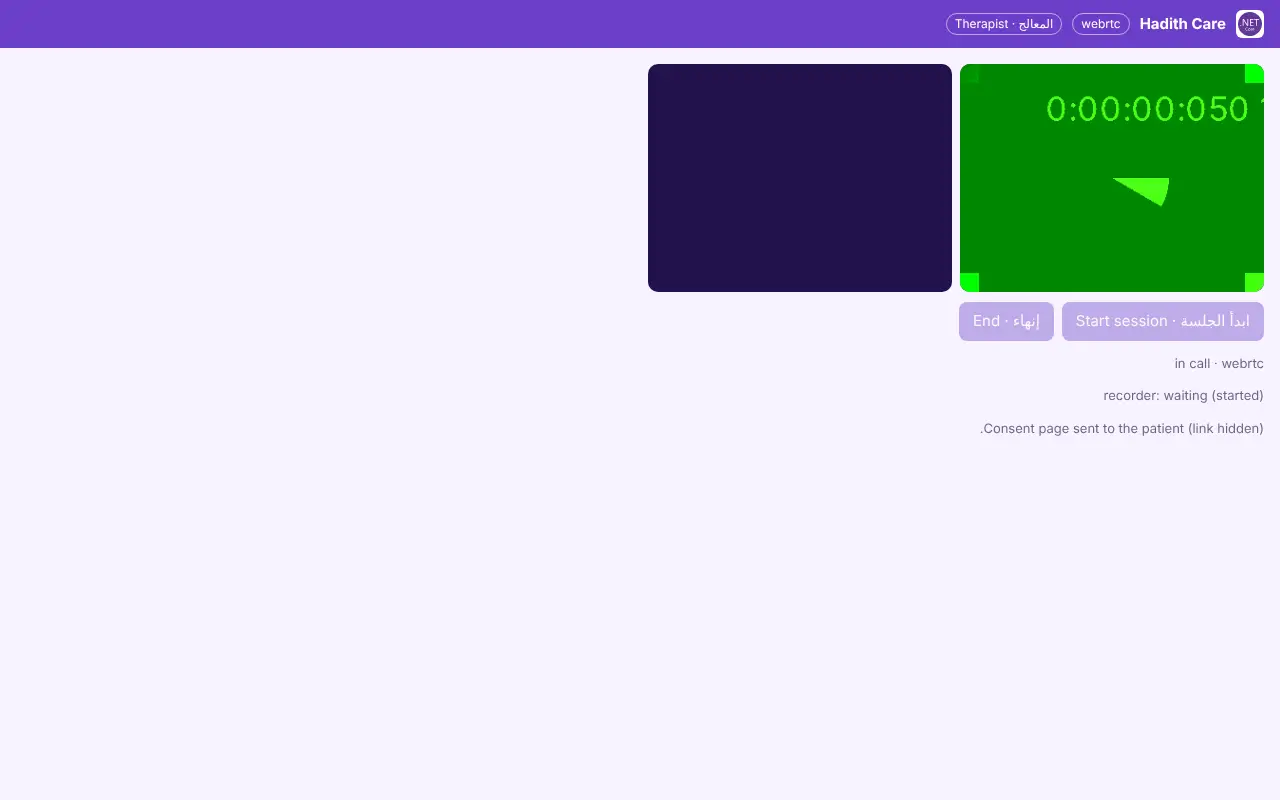 .NET
Core
Hadith Care
webrtc
Therapist · المعالج
0:00:00:050
ابدأ الجلسة · Start session
إنهاء · End
in call · webrtc
recorder: waiting (started)
.Consent page sent to the patient (link hidden)